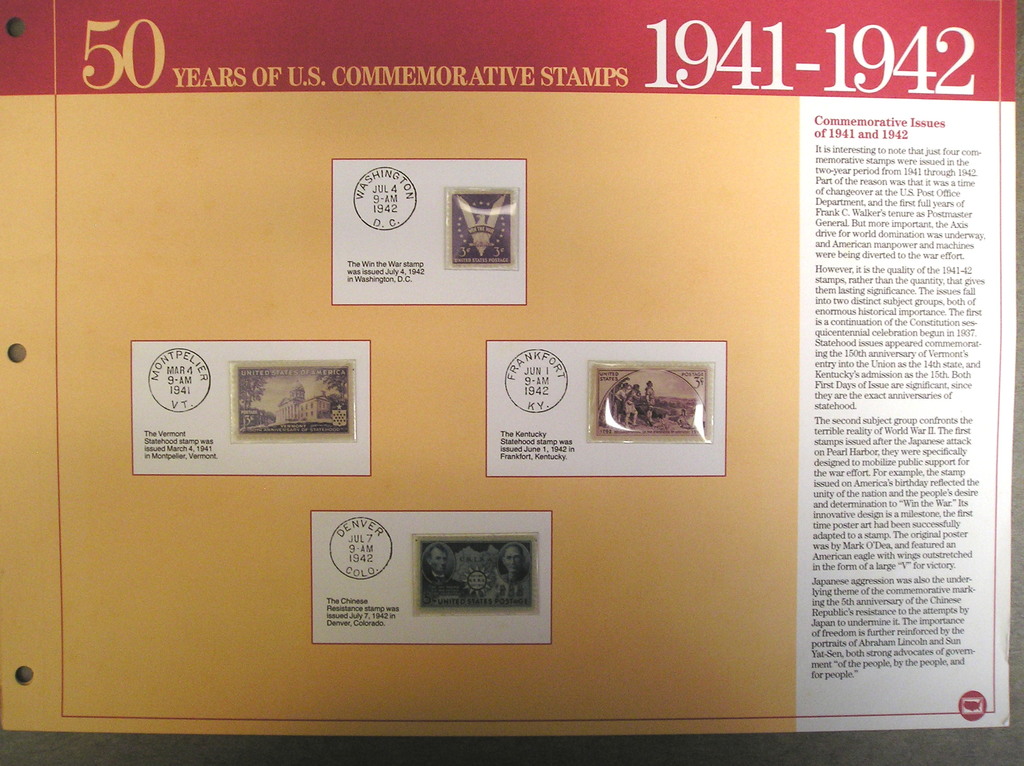 50 YEARS OF U.S. COMMEMORATIVE STAMPS 1941-1942
WASHINGTON
JUL 4
9-AM
1942
D.C.
WIN THE WAR
3¢ 3¢
UNITED STATES POSTAGE
The Win the War stamp
was issued July 4, 1942
in Washington, D.C.
MONTPELIER
MAR 4
9-AM
1941
VT.
UNITED STATES OF AMERICA
POSTAGE
3¢
VERMONT
150TH ANNIVERSARY OF STATEHOOD
The Vermont
Statehood stamp was
issued March 4, 1941
in Montpelier, Vermont.
FRANKFORT
JUN 1
9-AM
1942
KY.
UNITED
STATES
POSTAGE
3¢
The Kentucky
Statehood stamp was
issued June 1, 1942 in
Frankfort, Kentucky.
DENVER
JUL 7
9-AM
1942
COLO.
UNITED STATES POSTAGE
The Chinese
Resistance stamp was
issued July 7, 1942 in
Denver, Colorado.
Commemorative Issues
of 1941 and 1942
It is interesting to note that just four com-
memorative stamps were issued in the
two-year period from 1941 through 1942.
Part of the reason was that it was a time
of changeover at the U.S. Post Office
Department, and the first full years of
Frank C. Walker's tenure as Postmaster
General. But more important, the Axis
drive for world domination was underway,
and American manpower and machines
were being diverted to the war effort.
However, it is the quality of the 1941-42
stamps, rather than the quantity, that gives
them lasting significance. The issues fall
into two distinct subject groups, both of
enormous historical importance. The first
is a continuation of the Constitution ses-
quicentennial celebration begun in 1937.
Statehood issues appeared commemorat-
ing the 150th anniversary of Vermont's
entry into the Union as the 14th state, and
Kentucky's admission as the 15th. Both
First Days of Issue are significant, since
they are the exact anniversaries of
statehood.
The second subject group confronts the
terrible reality of World War II. The first
stamps issued after the Japanese attack
on Pearl Harbor, they were specifically
designed to mobilize public support for
the war effort. For example, the stamp
issued on America's birthday reflected the
unity of the nation and the people's desire
and determination to "Win the War." Its
innovative design is a milestone, the first
time poster art had been successfully
adapted to a stamp. The original poster
was by Mark O'Dea, and featured an
American eagle with wings outstretched
in the form of a large "V" for victory.
Japanese aggression was also the under-
lying theme of the commemorative mark-
ing the 5th anniversary of the Chinese
Republic's resistance to the attempts by
Japan to undermine it. The importance
of freedom is further reinforced by the
portraits of Abraham Lincoln and Sun
Yat-Sen, both strong advocates of govern-
ment "of the people, by the people, and
for people."